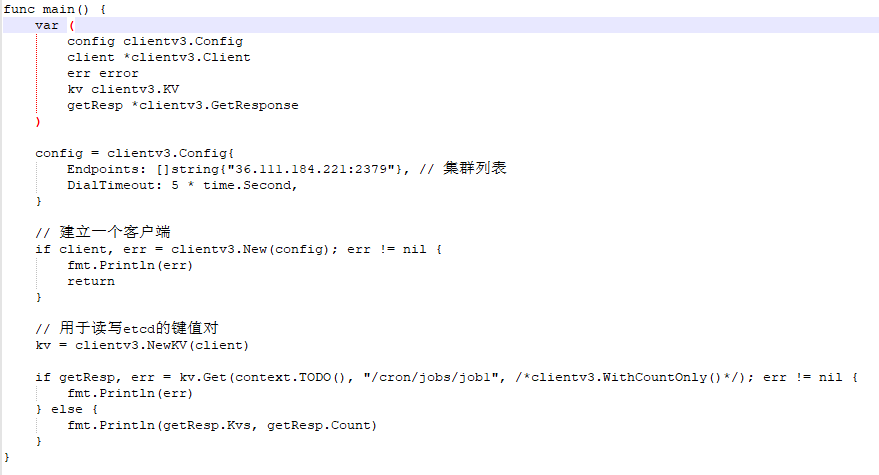 func main() {
    var (
        config clientv3.Config
        client *clientv3.Client
        err error
        kv clientv3.KV
        getResp *clientv3.GetResponse
    )

    config = clientv3.Config{
        Endpoints: []string{"36.111.184.221:2379"}, // 集群列表
        DialTimeout: 5 * time.Second,
    }

    // 建立一个客户端
    if client, err = clientv3.New(config); err != nil {
        fmt.Println(err)
        return
    }

    // 用于读写etcd的键值对
    kv = clientv3.NewKV(client)

    if getResp, err = kv.Get(context.TODO(), "/cron/jobs/job1", /*clientv3.WithCountOnly()*/); err != nil {
        fmt.Println(err)
    } else {
        fmt.Println(getResp.Kvs, getResp.Count)
    }
}